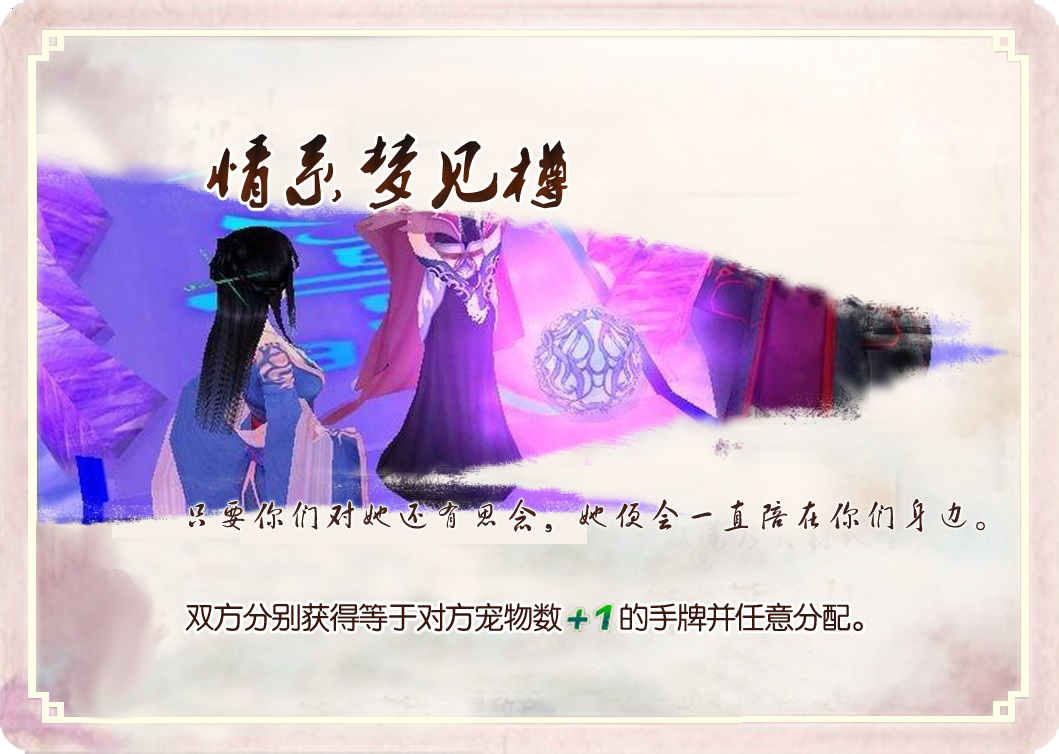 情系梦见樽
只要你们对她还有思念，她便会一直陪在你们身边。
双方分别获得等于对方宠物数+1的手牌并任意分配。